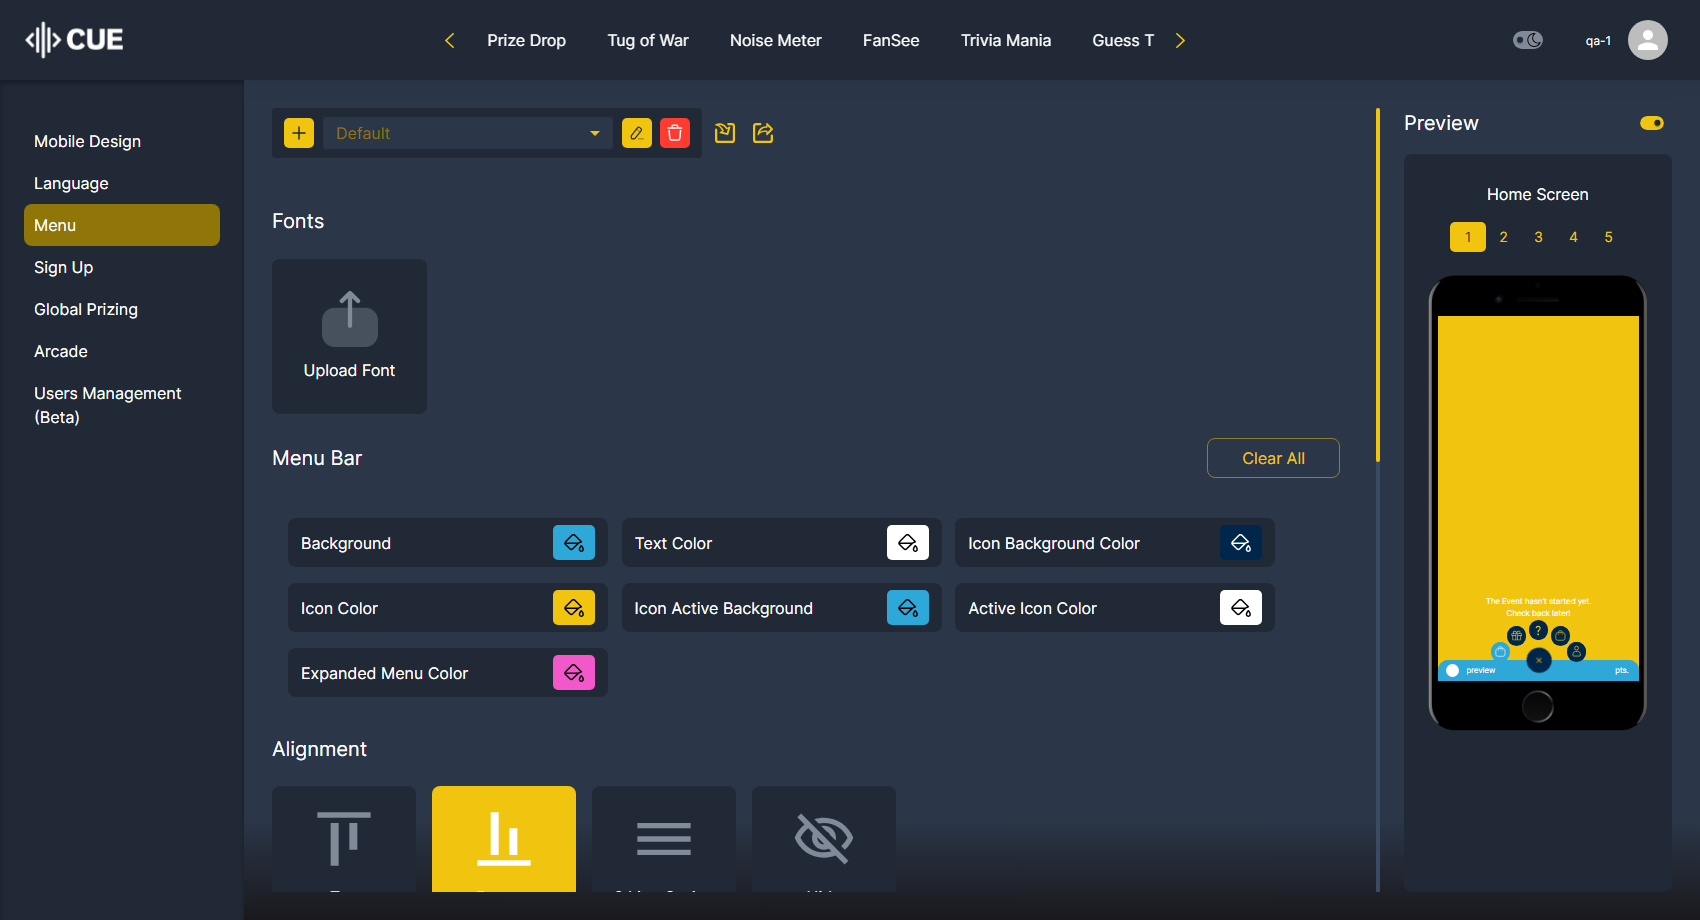 CUE
Prize Drop
Tug of War
Noise Meter
FanSee
Trivia Mania
Guess T
qa-1
Mobile Design
Language
Menu
Sign Up
Global Prizing
Arcade
Users Management
(Beta)
Default
Fonts
Upload Font
Menu Bar
Clear All
Background
Text Color
Icon Background Color
Icon Color
Icon Active Background
Active Icon Color
Expanded Menu Color
Alignment
Preview
Home Screen
1 2 3 4 5
The Event hasn't started yet.
Check back later!
?
preview
pts.